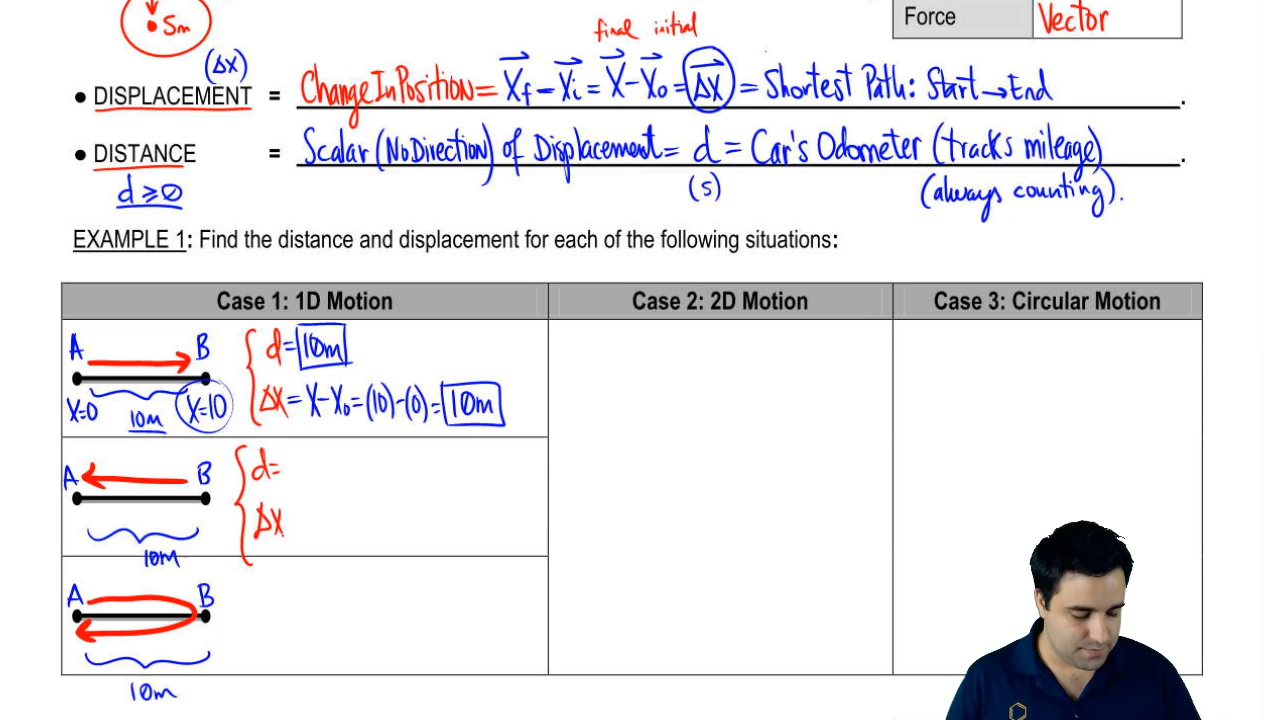 5m
Force Vector
final initial
(Δx)
• DISPLACEMENT = Change In Position = Xf - Xi = X - X₀ = Δx = Shortest Path: Start → End.
• DISTANCE = Scalar (No Direction) of Displacement = d = Car's Odometer (tracks mileage).
d ≥ 0 (s) (always counting).
EXAMPLE 1: Find the distance and displacement for each of the following situations:
Case 1: 1D Motion Case 2: 2D Motion Case 3: Circular Motion
A B d = 10m
X=0 10m X=10 Δx = X - X₀ = (10) - (0) = 10m
A B d=
Δx
10m
A B
10m